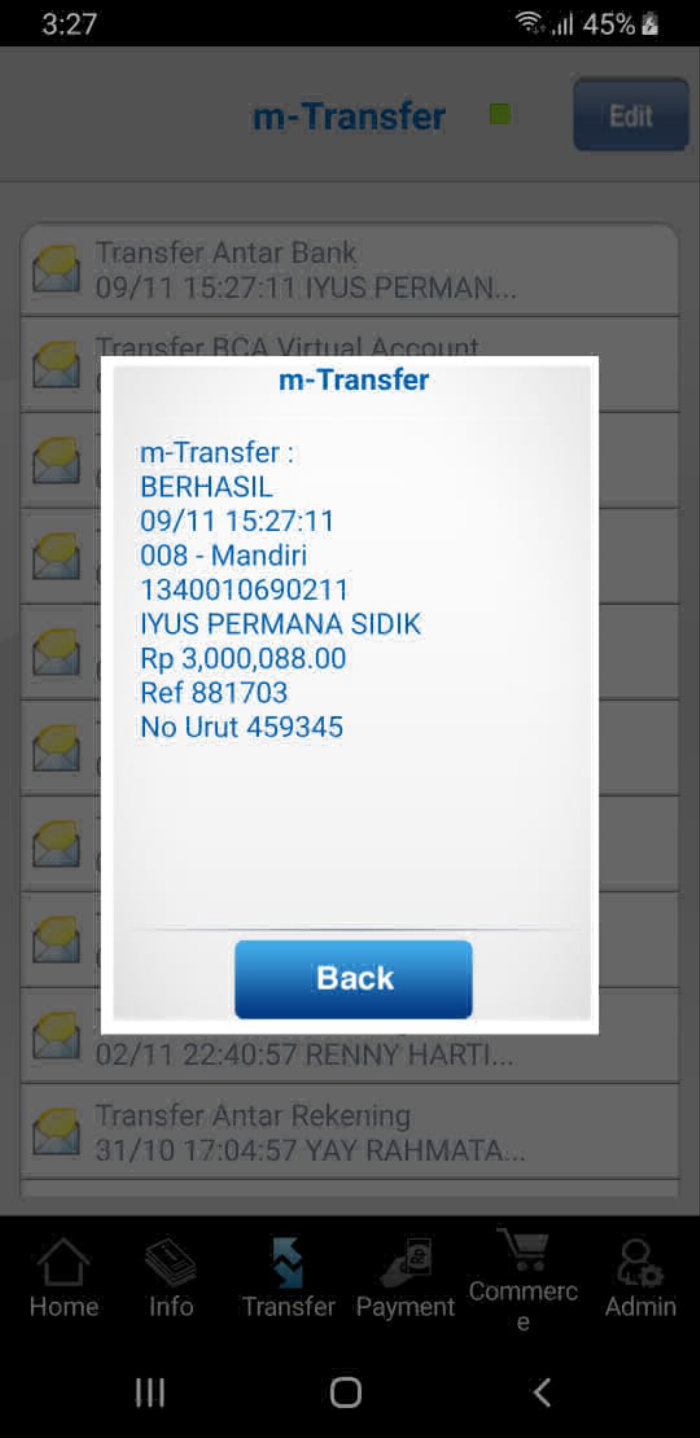 3:27
45%
m-Transfer
Edit
Transfer Antar Bank
09/11 15:27:11 IYUS PERMAN...
Transfer BCA Virtual Account
m-Transfer
m-Transfer :
BERHASIL
09/11 15:27:11
008 - Mandiri
1340010690211
IYUS PERMANA SIDIK
Rp 3,000,088.00
Ref 881703
No Urut 459345
Back
02/11 22:40:57 RENNY HARTI...
Transfer Antar Rekening
31/10 17:04:57 YAY RAHMATA...
Home
Info
Transfer
Payment
Commerc
e
Admin